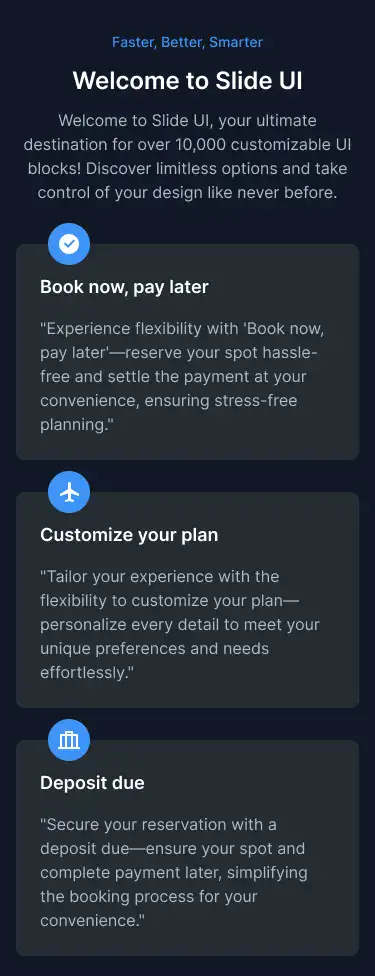 Faster, Better, Smarter
Welcome to Slide UI
Welcome to Slide UI, your ultimate
destination for over 10,000 customizable UI
blocks! Discover limitless options and take
control of your design like never before.
Book now, pay later
"Experience flexibility with 'Book now,
pay later'—reserve your spot hassle-
free and settle the payment at your
convenience, ensuring stress-free
planning."
Customize your plan
"Tailor your experience with the
flexibility to customize your plan—
personalize every detail to meet your
unique preferences and needs
effortlessly."
Deposit due
"Secure your reservation with a
deposit due—ensure your spot and
complete payment later, simplifying
the booking process for your
convenience."